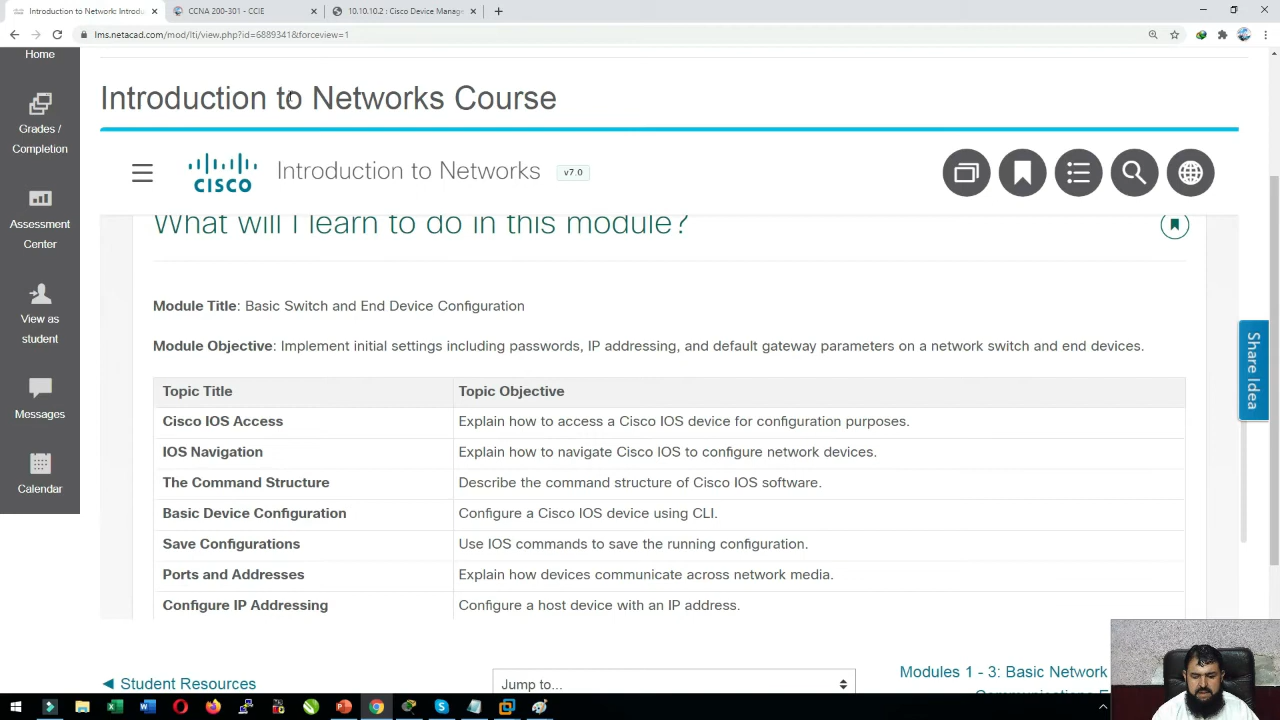 Introduction to Network Introdu
CCNA 200-301 - CCIE
10.10.10.2 : Cisco Device Manage
lms.netacad.com/mod/lti/view.php?id=6889341&forceview=1
Home
Grades /
Completion
Assessment
Center
View as
student
Messages
Calendar
Introduction to Networks Course
CISCO
Introduction to Networks
v7.0
What will I learn to do in this module?
Module Title: Basic Switch and End Device Configuration
Module Objective: Implement initial settings including passwords, IP addressing, and default gateway parameters on a network switch and end devices.
Topic Title Topic Objective
Cisco IOS Access Explain how to access a Cisco IOS device for configuration purposes.
IOS Navigation Explain how to navigate Cisco IOS to configure network devices.
The Command Structure Describe the command structure of Cisco IOS software.
Basic Device Configuration Configure a Cisco IOS device using CLI.
Save Configurations Use IOS commands to save the running configuration.
Ports and Addresses Explain how devices communicate across network media.
Configure IP Addressing Configure a host device with an IP address.
Share Idea
◄ Student Resources
Jump to...
Modules 1 - 3: Basic Network
Communications E